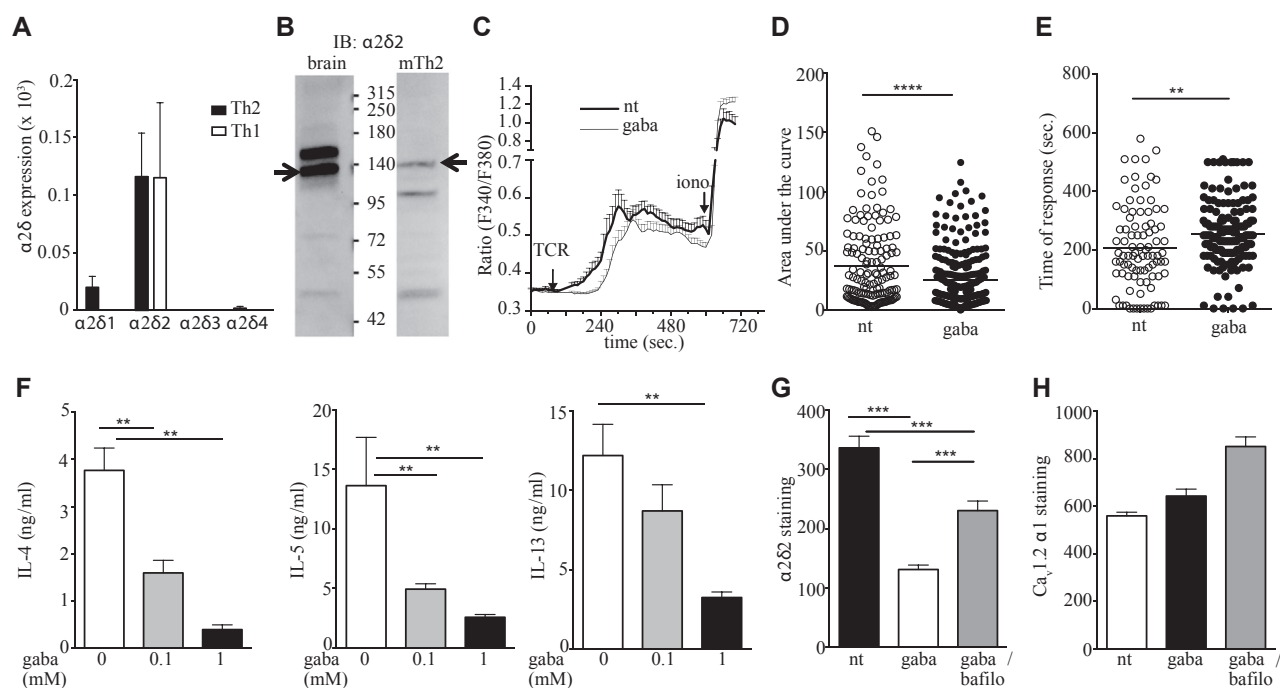 A
α2δ expression (x 10³)
0.2
0.15
0.1
0.05
0
Th2
Th1
α2δ1 α2δ2 α2δ3 α2δ4
B
IB: α2δ2
brain mTh2
315
250
180
140
95
72
55
42
C
Ratio (F340/F380)
1.4
1.2
1.0
0.7
0.6
0.5
0.4
0.3
nt
gaba
TCR
iono
0 240 480 720
time (sec.)
D
Area under the curve
200
150
100
50
0
****
nt gaba
E
Time of response (sec.)
800
600
400
200
0
**
nt gaba
F
IL-4 (ng/ml)
5
4
3
2
1
0
**
**
gaba 0 0.1 1
(mM)
IL-5 (ng/ml)
20
15
10
5
0
**
**
gaba 0 0.1 1
(mM)
IL-13 (ng/ml)
15
10
5
0
**
gaba 0 0.1 1
(mM)
G
α2δ2 staining
400
300
200
100
0
***
***
***
nt gaba gaba /
bafilo
H
Cav1.2 α1 staining
1000
800
600
400
200
0
nt gaba gaba /
bafilo